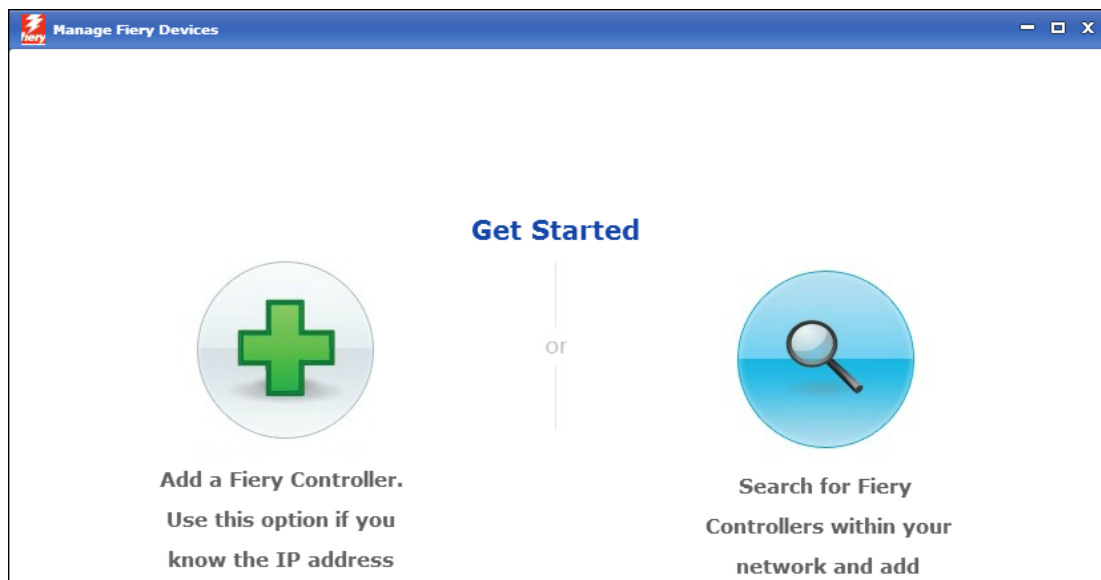 fiery
Manage Fiery Devices
Get Started
or
Add a Fiery Controller.
Use this option if you
know the IP address
Search for Fiery
Controllers within your
network and add